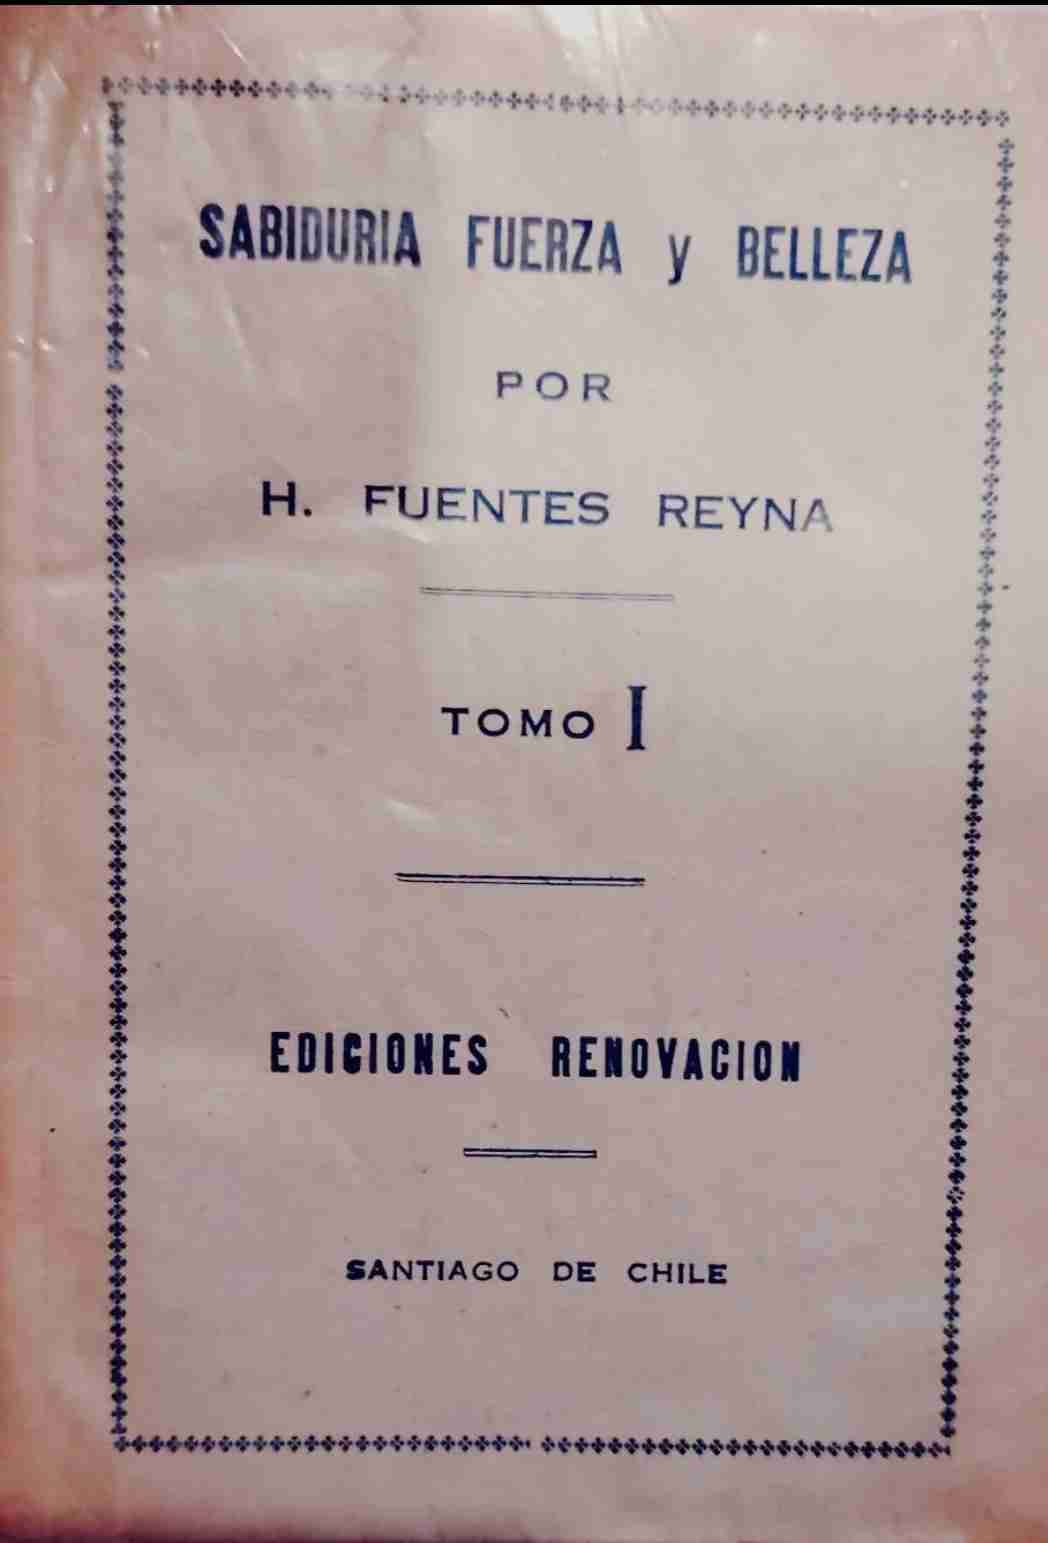 SABIDURIA FUERZA y BELLEZA
POR
H. FUENTES REYNA
TOMO I
EDICIONES RENOVACION
SANTIAGO DE CHILE